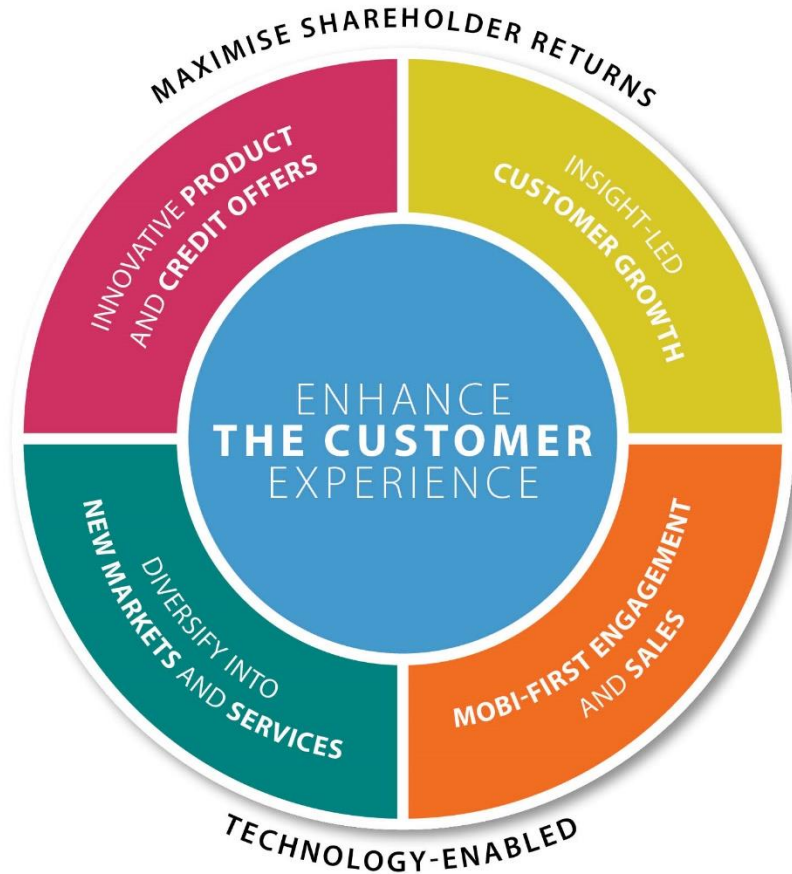 MAXIMISE SHAREHOLDER RETURNS
INNOVATIVE PRODUCT
AND CREDIT OFFERS
INSIGHT-LED
CUSTOMER GROWTH
ENHANCE
THE CUSTOMER
EXPERIENCE
DIVERSIFY INTO
NEW MARKETS AND SERVICES
MOBI-FIRST ENGAGEMENT
AND SALES
TECHNOLOGY-ENABLED